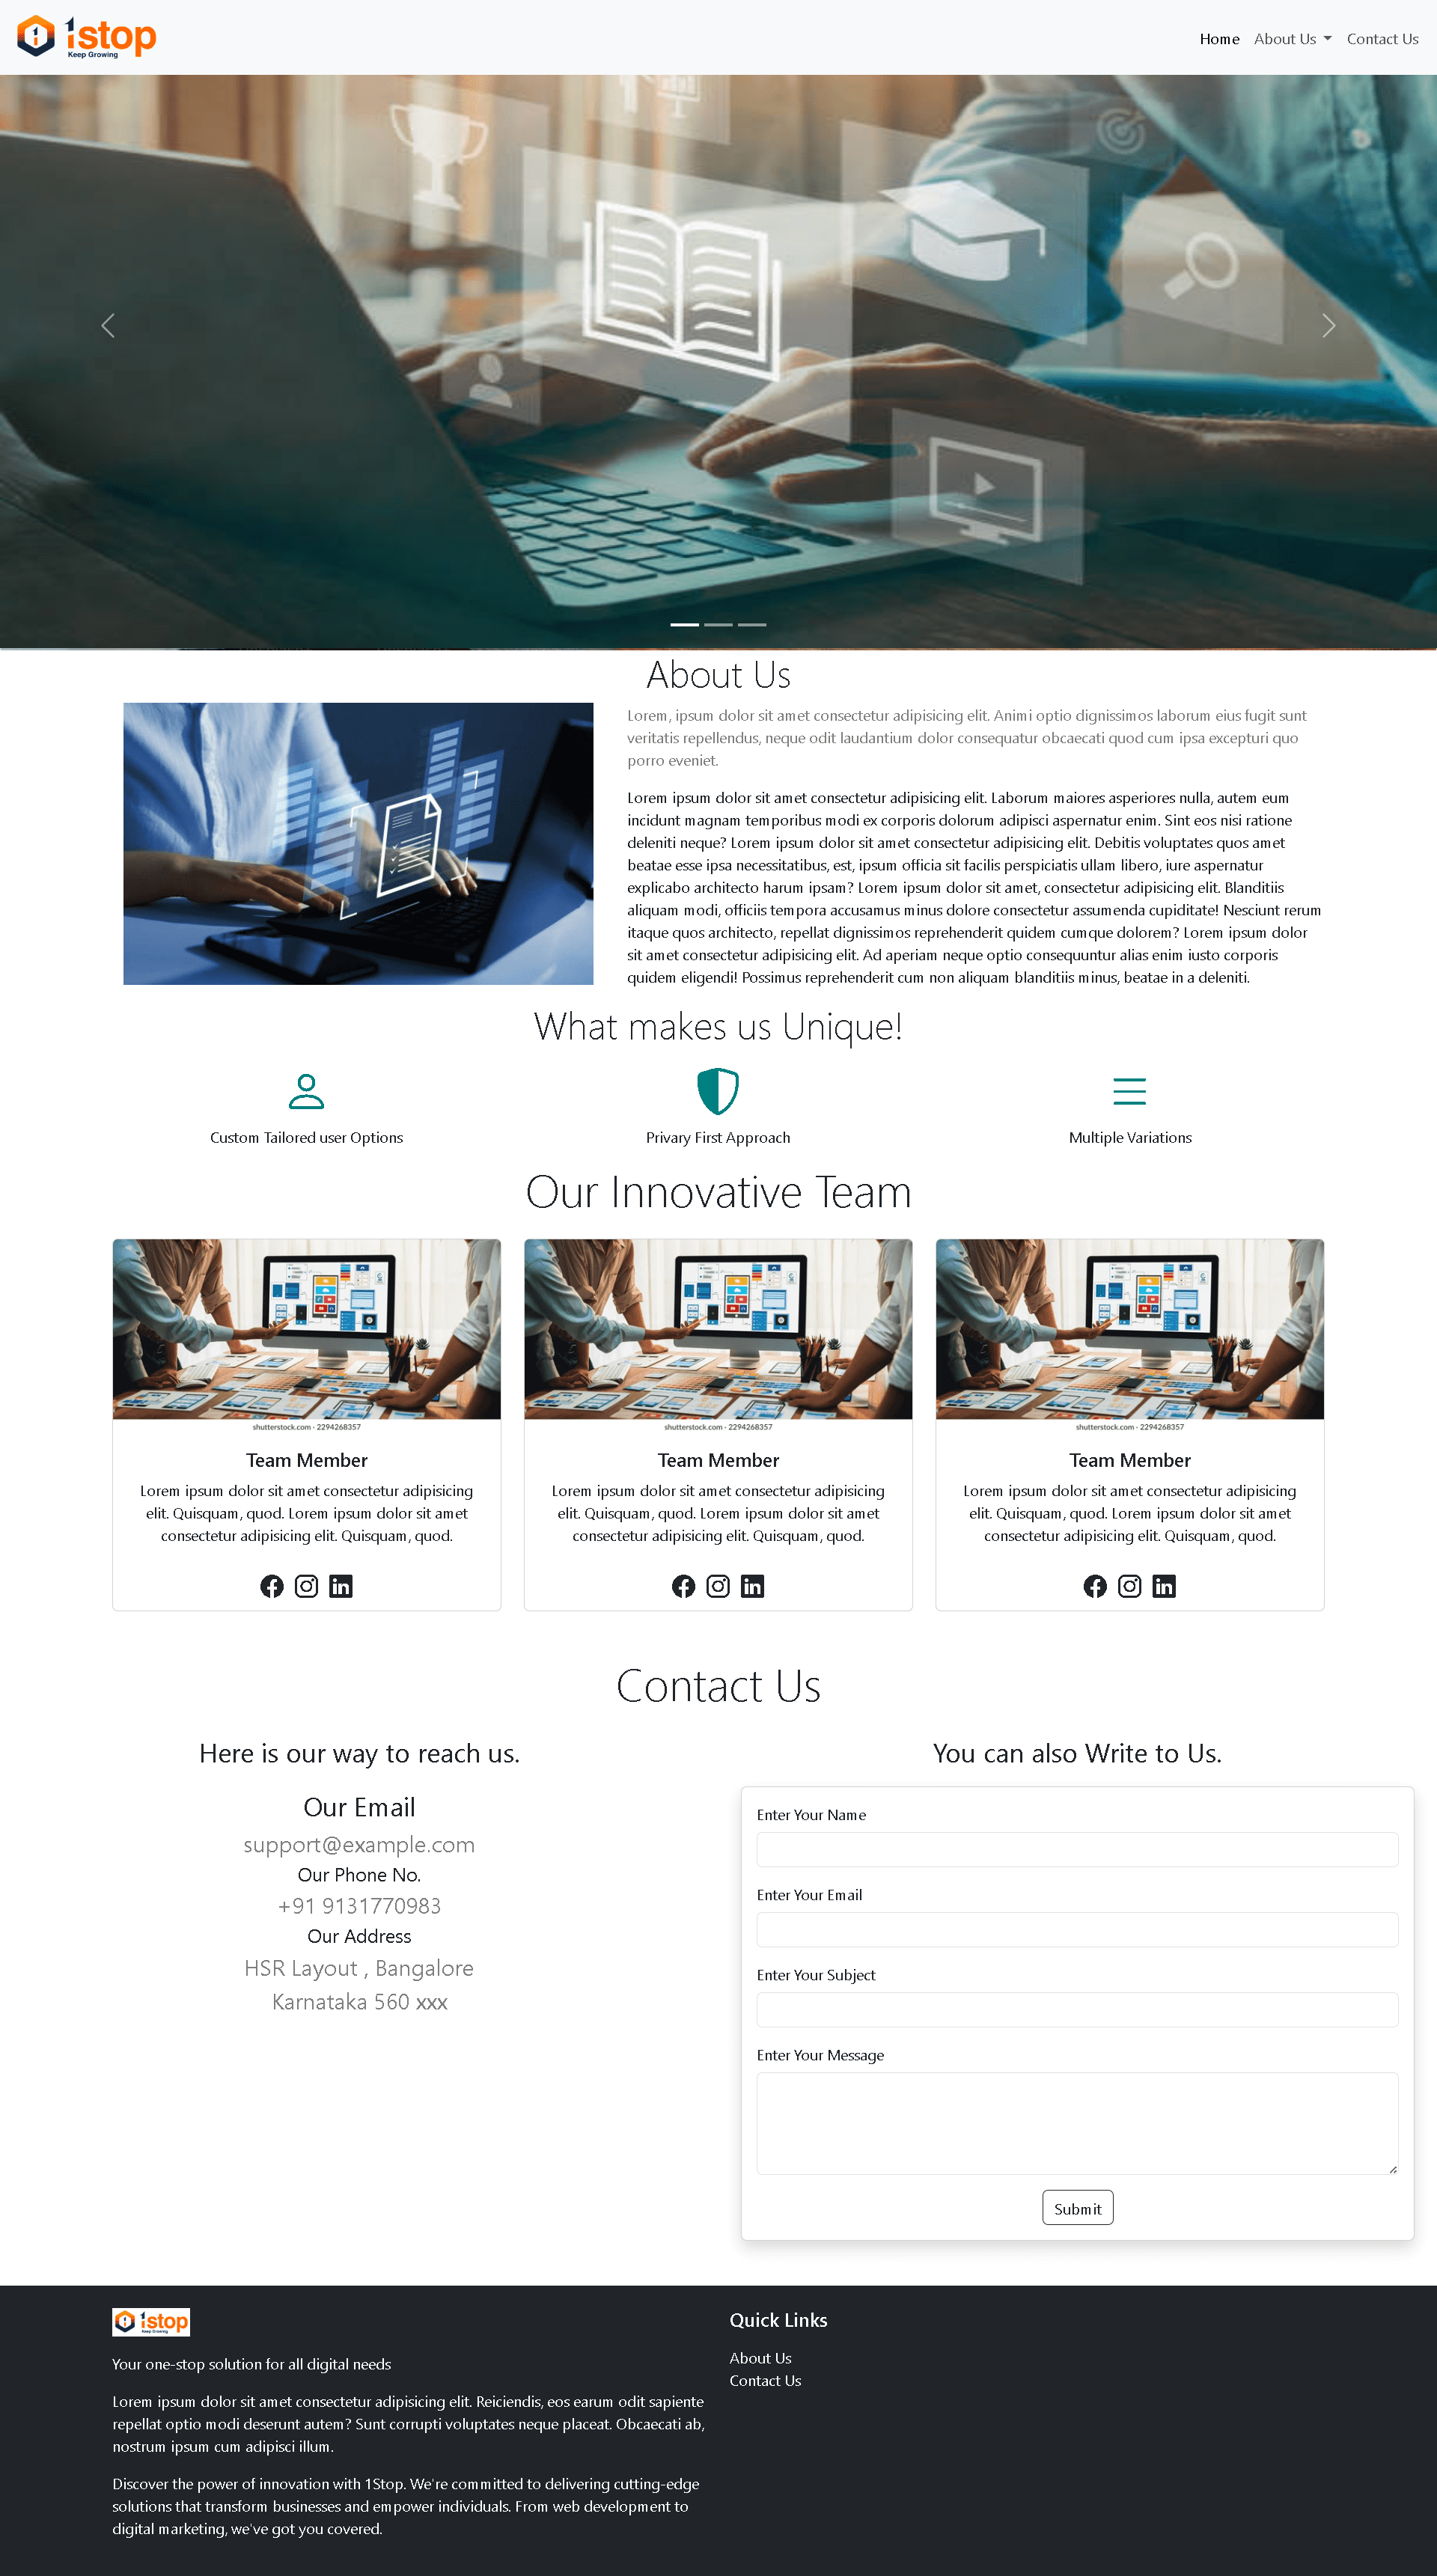 1stop
Keep Growing
Home
About Us
Contact Us
About Us
Lorem, ipsum dolor sit amet consectetur adipisicing elit. Animi optio dignissimos laborum eius fugit sunt
veritatis repellendus, neque odit laudantium dolor consequatur obcaecati quod cum ipsa excepturi quo
porro eveniet.
Lorem ipsum dolor sit amet consectetur adipisicing elit. Laborum maiores asperiores nulla, autem eum
incidunt magnam temporibus modi ex corporis dolorum adipisci aspernatur enim. Sint eos nisi ratione
deleniti neque? Lorem ipsum dolor sit amet consectetur adipisicing elit. Debitis voluptates quos amet
beatae esse ipsa necessitatibus, est, ipsum officia sit facilis perspiciatis ullam libero, iure aspernatur
explicabo architecto harum ipsam? Lorem ipsum dolor sit amet, consectetur adipisicing elit. Blanditiis
aliquam modi, officiis tempora accusamus minus dolore consectetur assumenda cupiditate! Nesciunt rerum
itaque quos architecto, repellat dignissimos reprehenderit quidem cumque dolorem? Lorem ipsum dolor
sit amet consectetur adipisicing elit. Ad aperiam neque optio consequuntur alias enim iusto corporis
quidem eligendi! Possimus reprehenderit cum non aliquam blanditiis minus, beatae in a deleniti.
What makes us Unique!
Custom Tailored user Options
Privary First Approach
Multiple Variations
Our Innovative Team
shutterstock.com · 2294268357
Team Member
Lorem ipsum dolor sit amet consectetur adipisicing
elit. Quisquam, quod. Lorem ipsum dolor sit amet
consectetur adipisicing elit. Quisquam, quod.
shutterstock.com · 2294268357
Team Member
Lorem ipsum dolor sit amet consectetur adipisicing
elit. Quisquam, quod. Lorem ipsum dolor sit amet
consectetur adipisicing elit. Quisquam, quod.
shutterstock.com · 2294268357
Team Member
Lorem ipsum dolor sit amet consectetur adipisicing
elit. Quisquam, quod. Lorem ipsum dolor sit amet
consectetur adipisicing elit. Quisquam, quod.
Contact Us
Here is our way to reach us.
Our Email
support@example.com
Our Phone No.
+91 9131770983
Our Address
HSR Layout , Bangalore
Karnataka 560 xxx
You can also Write to Us.
Enter Your Name
Enter Your Email
Enter Your Subject
Enter Your Message
Submit
1stop
Keep Growing
Your one-stop solution for all digital needs
Lorem ipsum dolor sit amet consectetur adipisicing elit. Reiciendis, eos earum odit sapiente
repellat optio modi deserunt autem? Sunt corrupti voluptates neque placeat. Obcaecati ab,
nostrum ipsum cum adipisci illum.
Discover the power of innovation with 1Stop. We're committed to delivering cutting-edge
solutions that transform businesses and empower individuals. From web development to
digital marketing, we've got you covered.
Quick Links
About Us
Contact Us